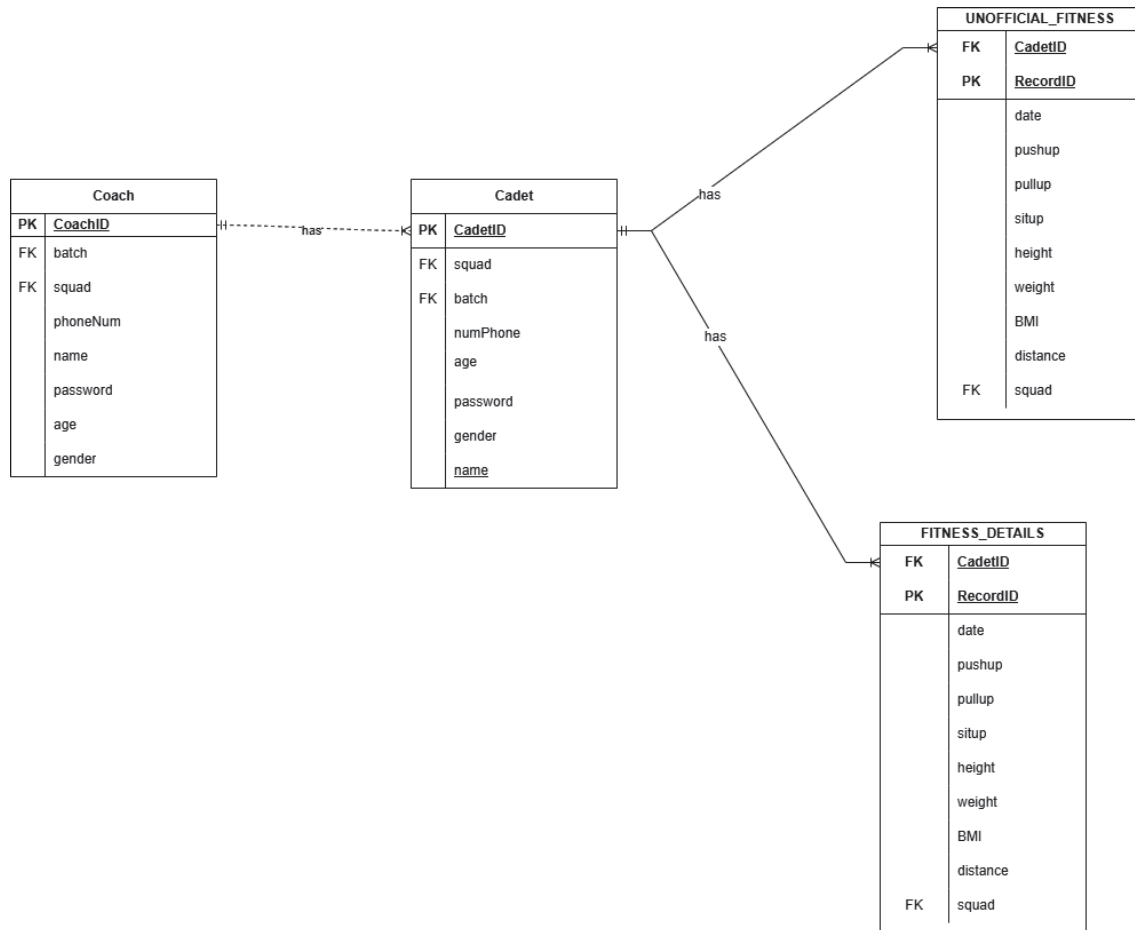 Coach
PK CoachID
FK batch
FK squad
phoneNum
name
password
age
gender
has
Cadet
PK CadetID
FK squad
FK batch
numPhone
age
password
gender
name
has
has
UNOFFICIAL_FITNESS
FK CadetID
PK RecordID
date
pushup
pullup
situp
height
weight
BMI
distance
FK squad
FITNESS_DETAILS
FK CadetID
PK RecordID
date
pushup
pullup
situp
height
weight
BMI
distance
FK squad